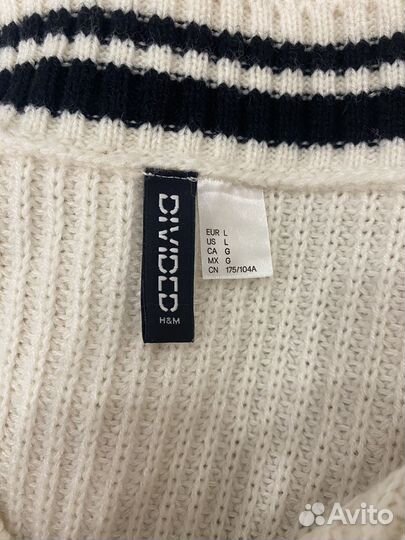 DIVIDED
H&M
EUR L
US L
CA G
MX G
CN 175/104A
Avito